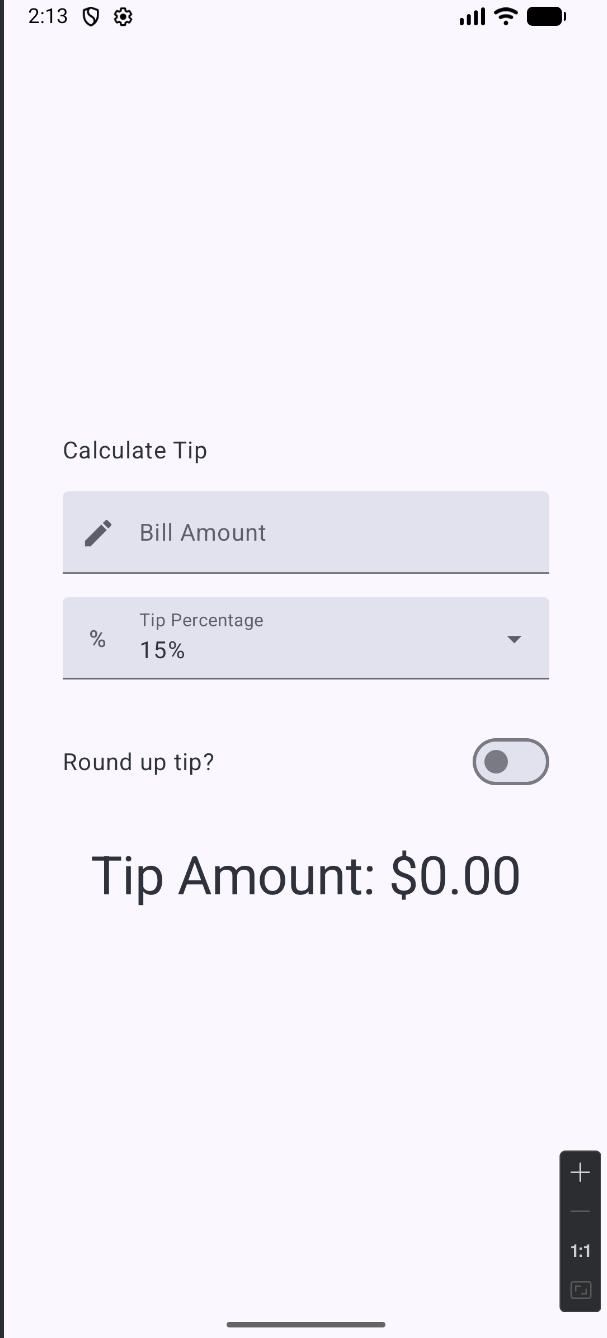 2:13
Calculate Tip
Bill Amount
Tip Percentage
% 15%
Round up tip?
Tip Amount: $0.00
1:1